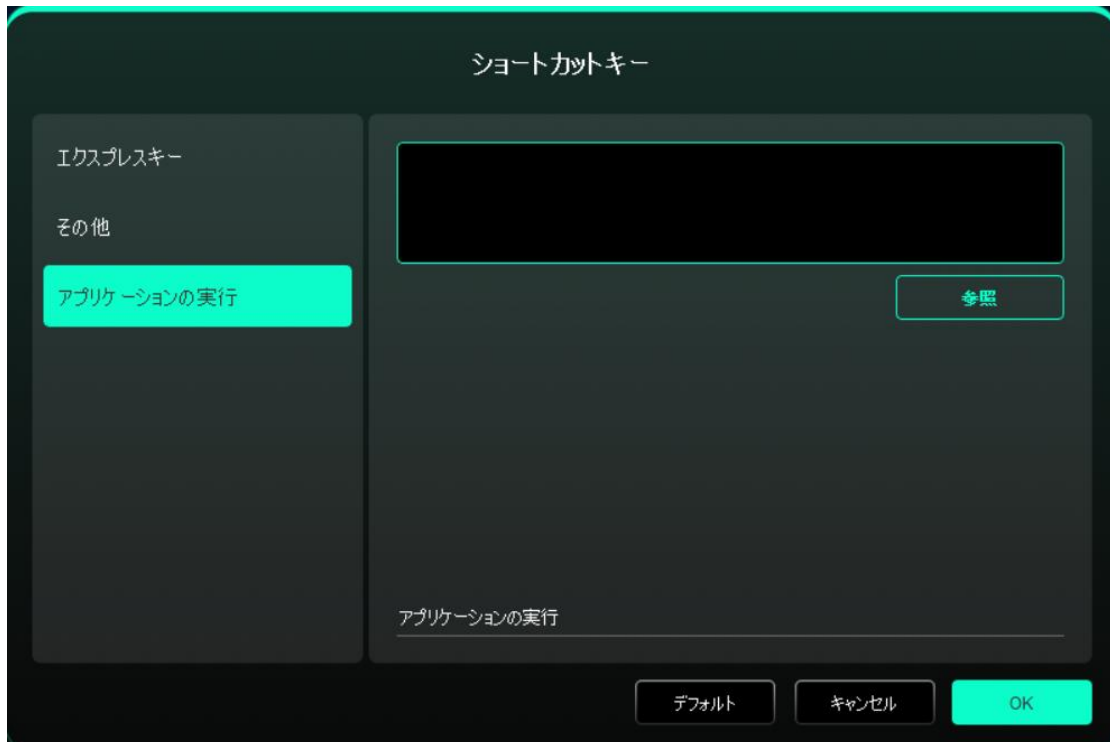 ショートカットキー
エクスプレスキー
その他
アプリケーションの実行
参照
アプリケーションの実行
デフォルト
キャンセル
OK